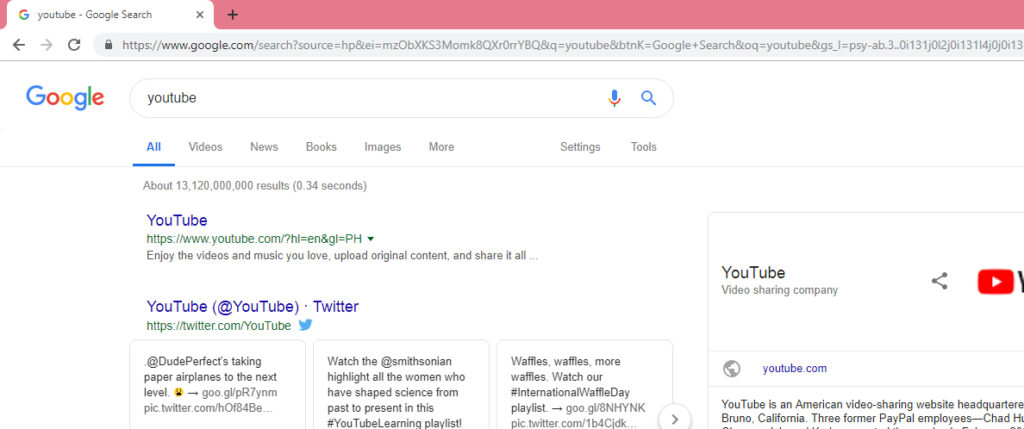 youtube - Google Search
https://www.google.com/search?source=hp&ei=mzObXKS3Momk8QXr0rrYBQ&q=youtube&btnK=Google+Search&oq=youtube&gs_l=psy-ab.3..0i131j0l2j0i131l4j0j0i13
Google
youtube
All Videos News Books Images More Settings Tools
About 13,120,000,000 results (0.34 seconds)
YouTube
https://www.youtube.com/?hl=en&gl=PH
Enjoy the videos and music you love, upload original content, and share it all ...
YouTube (@YouTube) · Twitter
https://twitter.com/YouTube
.@DudePerfect's taking
paper airplanes to the next
level. 😩 → goo.gl/pR7ynm
pic.twitter.com/hOf84Be...
Watch the @smithsonian
highlight all the women who
have shaped science from
past to present in this
#YouTubeLearning playlist!
Waffles, waffles, more
waffles. Watch our
#InternationalWaffleDay
playlist. → goo.gl/8NHYNK
pic.twitter.com/1b4Cjdk...
YouTube
Video sharing company
youtube.com
YouTube is an American video-sharing website headquartere
Bruno, California. Three former PayPal employees—Chad Hu